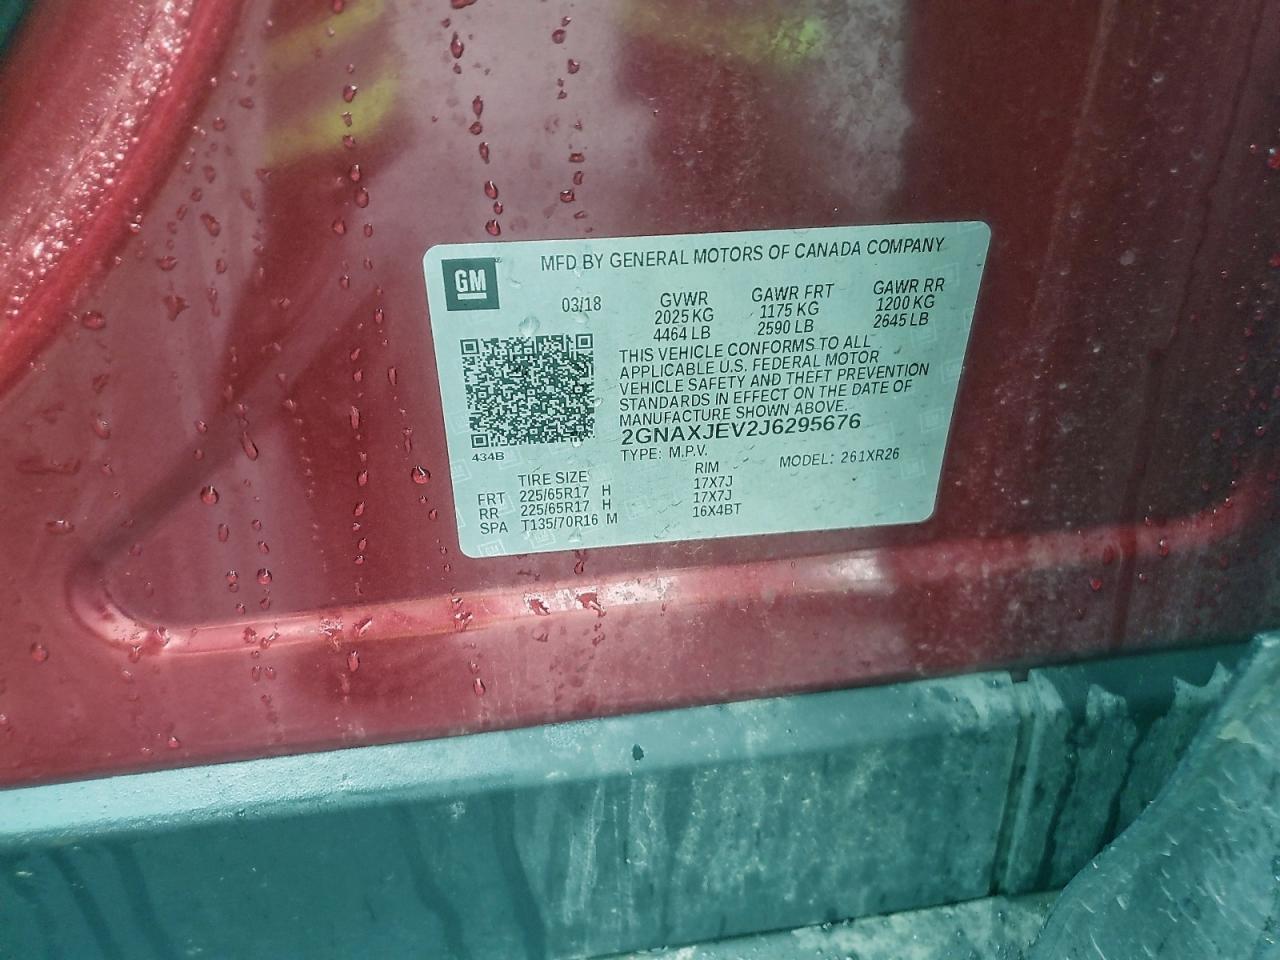 GM
MFD BY GENERAL MOTORS OF CANADA COMPANY
03/18 GVWR GAWR FRT GAWR RR
2025 KG 1175 KG 1200 KG
4464 LB 2590 LB 2645 LB
THIS VEHICLE CONFORMS TO ALL
APPLICABLE U.S. FEDERAL MOTOR
VEHICLE SAFETY AND THEFT PREVENTION
STANDARDS IN EFFECT ON THE DATE OF
MANUFACTURE SHOWN ABOVE.
2GNAXJEV2J6295676
434B TYPE: M.P.V. MODEL: 261XR26
TIRE SIZE RIM
FRT 225/65R17 H 17X7J
RR 225/65R17 H 17X7J
SPA T135/70R16 M 16X4BT